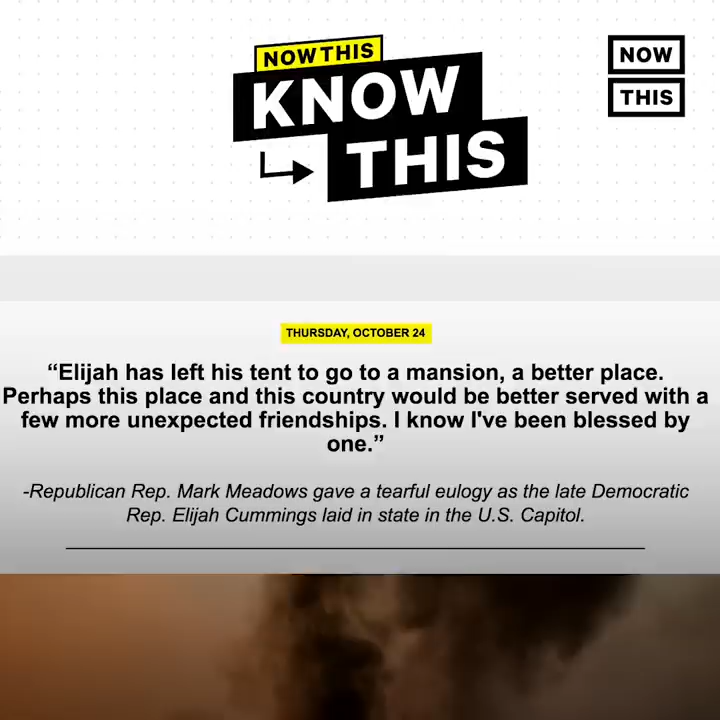 NOWTHIS
KNOW
THIS
NOW
THIS
THURSDAY, OCTOBER 24
“Elijah has left his tent to go to a mansion, a better place.
Perhaps this place and this country would be better served with a
few more unexpected friendships. I know I've been blessed by
one.”
-Republican Rep. Mark Meadows gave a tearful eulogy as the late Democratic
Rep. Elijah Cummings laid in state in the U.S. Capitol.